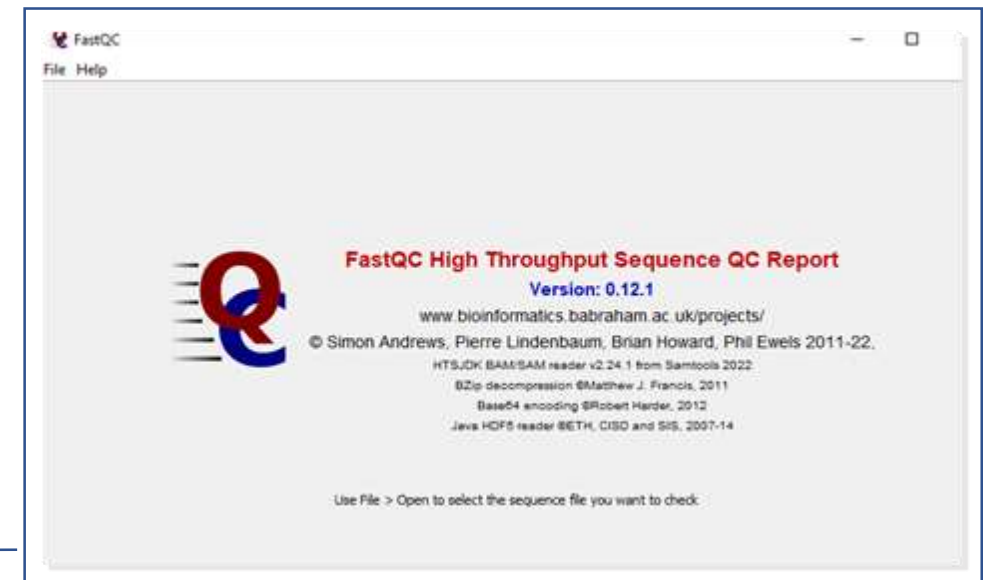 FastQC
File Help
QC
FastQC High Throughput Sequence QC Report
Version: 0.12.1
www.bioinformatics.babraham.ac.uk/projects/
© Simon Andrews, Pierre Lindenbaum, Brian Howard, Phil Ewels 2011-22,
HTSJDK BAM/SAM reader v2.24.1 from Samtools 2022
BZip decompression ©Matthew J. Francis, 2011
Base64 encoding ©Robert Harder, 2012
Java HDF5 reader ©ETH, CISD and SIS, 2007-14
Use File > Open to select the sequence file you want to check